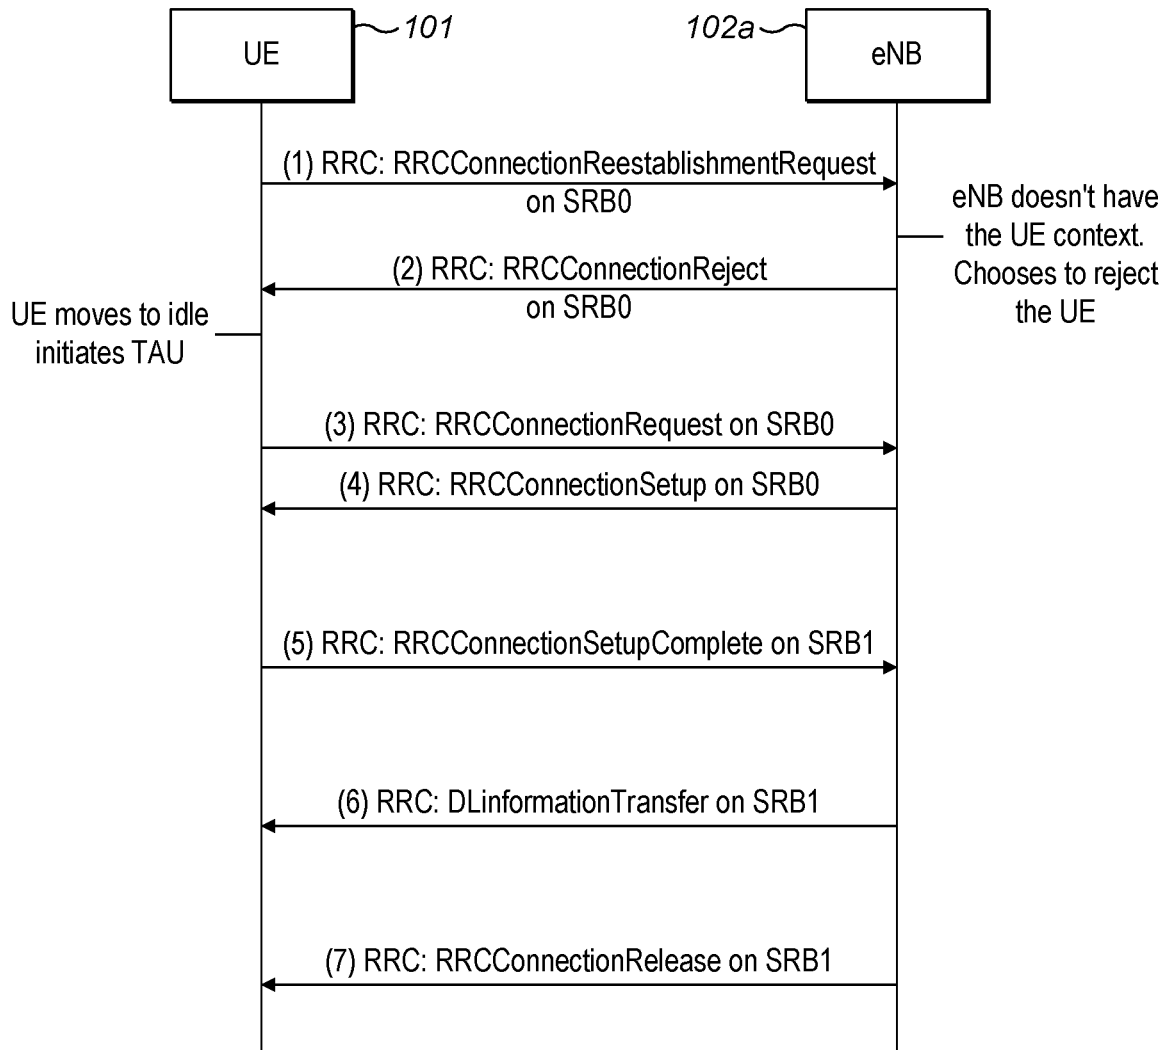 UE
101
eNB
102a
(1) RRC: RRCConnectionReestablishmentRequest
on SRB0
eNB doesn't have
the UE context.
Chooses to reject
the UE
(2) RRC: RRCConnectionReject
on SRB0
UE moves to idle
initiates TAU
(3) RRC: RRCConnectionRequest on SRB0
(4) RRC: RRCConnectionSetup on SRB0
(5) RRC: RRCConnectionSetupComplete on SRB1
(6) RRC: DLinformationTransfer on SRB1
(7) RRC: RRCConnectionRelease on SRB1